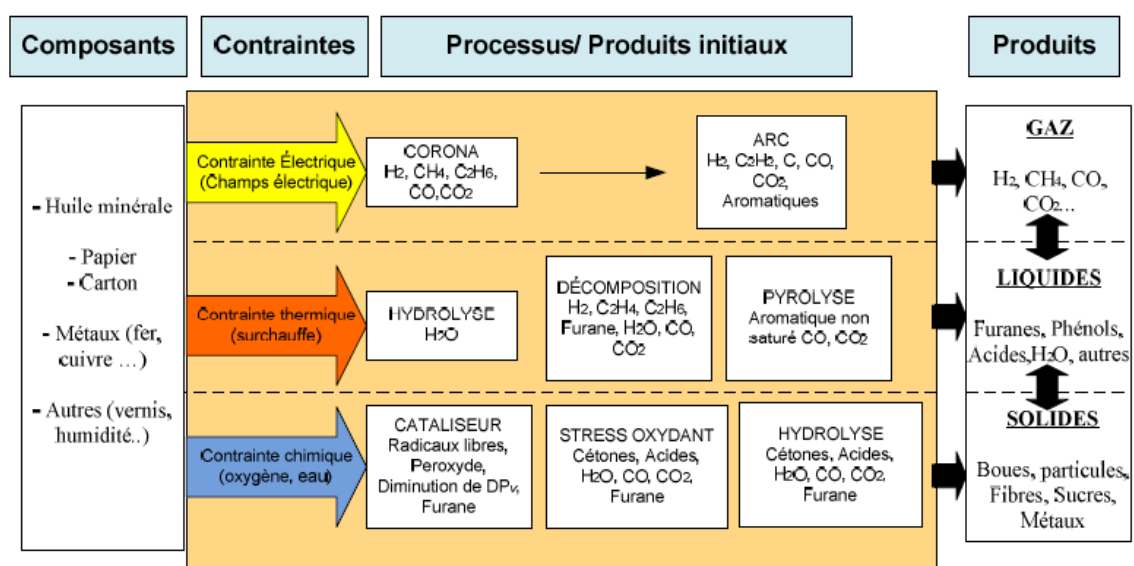 Composants
Contraintes
Processus/ Produits initiaux
Produits
- Huile minérale
- Papier
- Carton
- Métaux (fer,
cuivre …)
- Autres (vernis,
humidité..)
Contrainte Électrique
(Champs électrique)
CORONA
H2, CH4, C2H6,
CO,CO2
ARC
H2, C2H2, C, CO,
CO2,
Aromatiques
GAZ
H2, CH4, CO,
CO2...
Contrainte thermique
(surchauffe)
HYDROLYSE
H2O
DÉCOMPOSITION
H2, C2H4, C2H6,
Furane, H2O, CO,
CO2
PYROLYSE
Aromatique non
saturé CO, CO2
LIQUIDES
Furanes, Phénols,
Acides,H2O, autres
Contrainte chimique
(oxygène, eau)
CATALISEUR
Radicaux libres,
Peroxyde,
Diminution de DPv,
Furane
STRESS OXYDANT
Cétones, Acides,
H2O, CO, CO2,
Furane
HYDROLYSE
Cétones, Acides,
H2O, CO, CO2,
Furane
SOLIDES
Boues, particules,
Fibres, Sucres,
Métaux